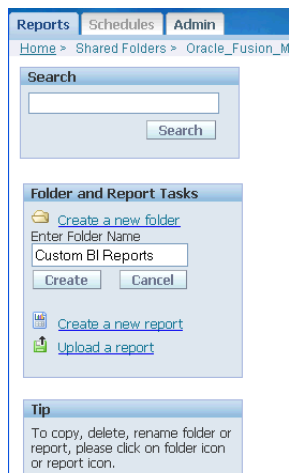 Reports Schedules Admin
Home > Shared Folders > Oracle_Fusion_M
Search
Search
Folder and Report Tasks
Create a new folder
Enter Folder Name
Custom BI Reports
Create Cancel
Create a new report
Upload a report
Tip
To copy, delete, rename folder or
report, please click on folder icon
or report icon.